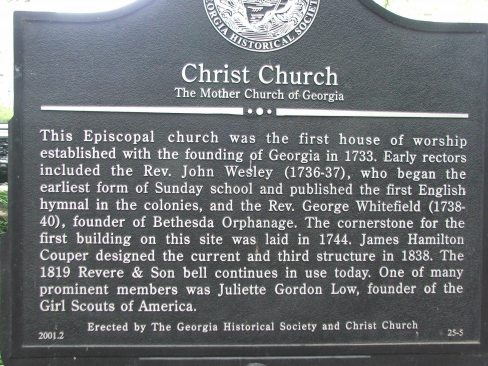 GEORGIA HISTORICAL SOCIETY
Christ Church
The Mother Church of Georgia
This Episcopal church was the first house of worship
established with the founding of Georgia in 1733. Early rectors
included the Rev. John Wesley (1736-37), who began the
earliest form of Sunday school and published the first English
hymnal in the colonies, and the Rev. George Whitefield (1738-
40), founder of Bethesda Orphanage. The cornerstone for the
first building on this site was laid in 1744. James Hamilton
Couper designed the current and third structure in 1838. The
1819 Revere & Son bell continues in use today. One of many
prominent members was Juliette Gordon Low, founder of the
Girl Scouts of America.
Erected by The Georgia Historical Society and Christ Church
2001.2 25-5